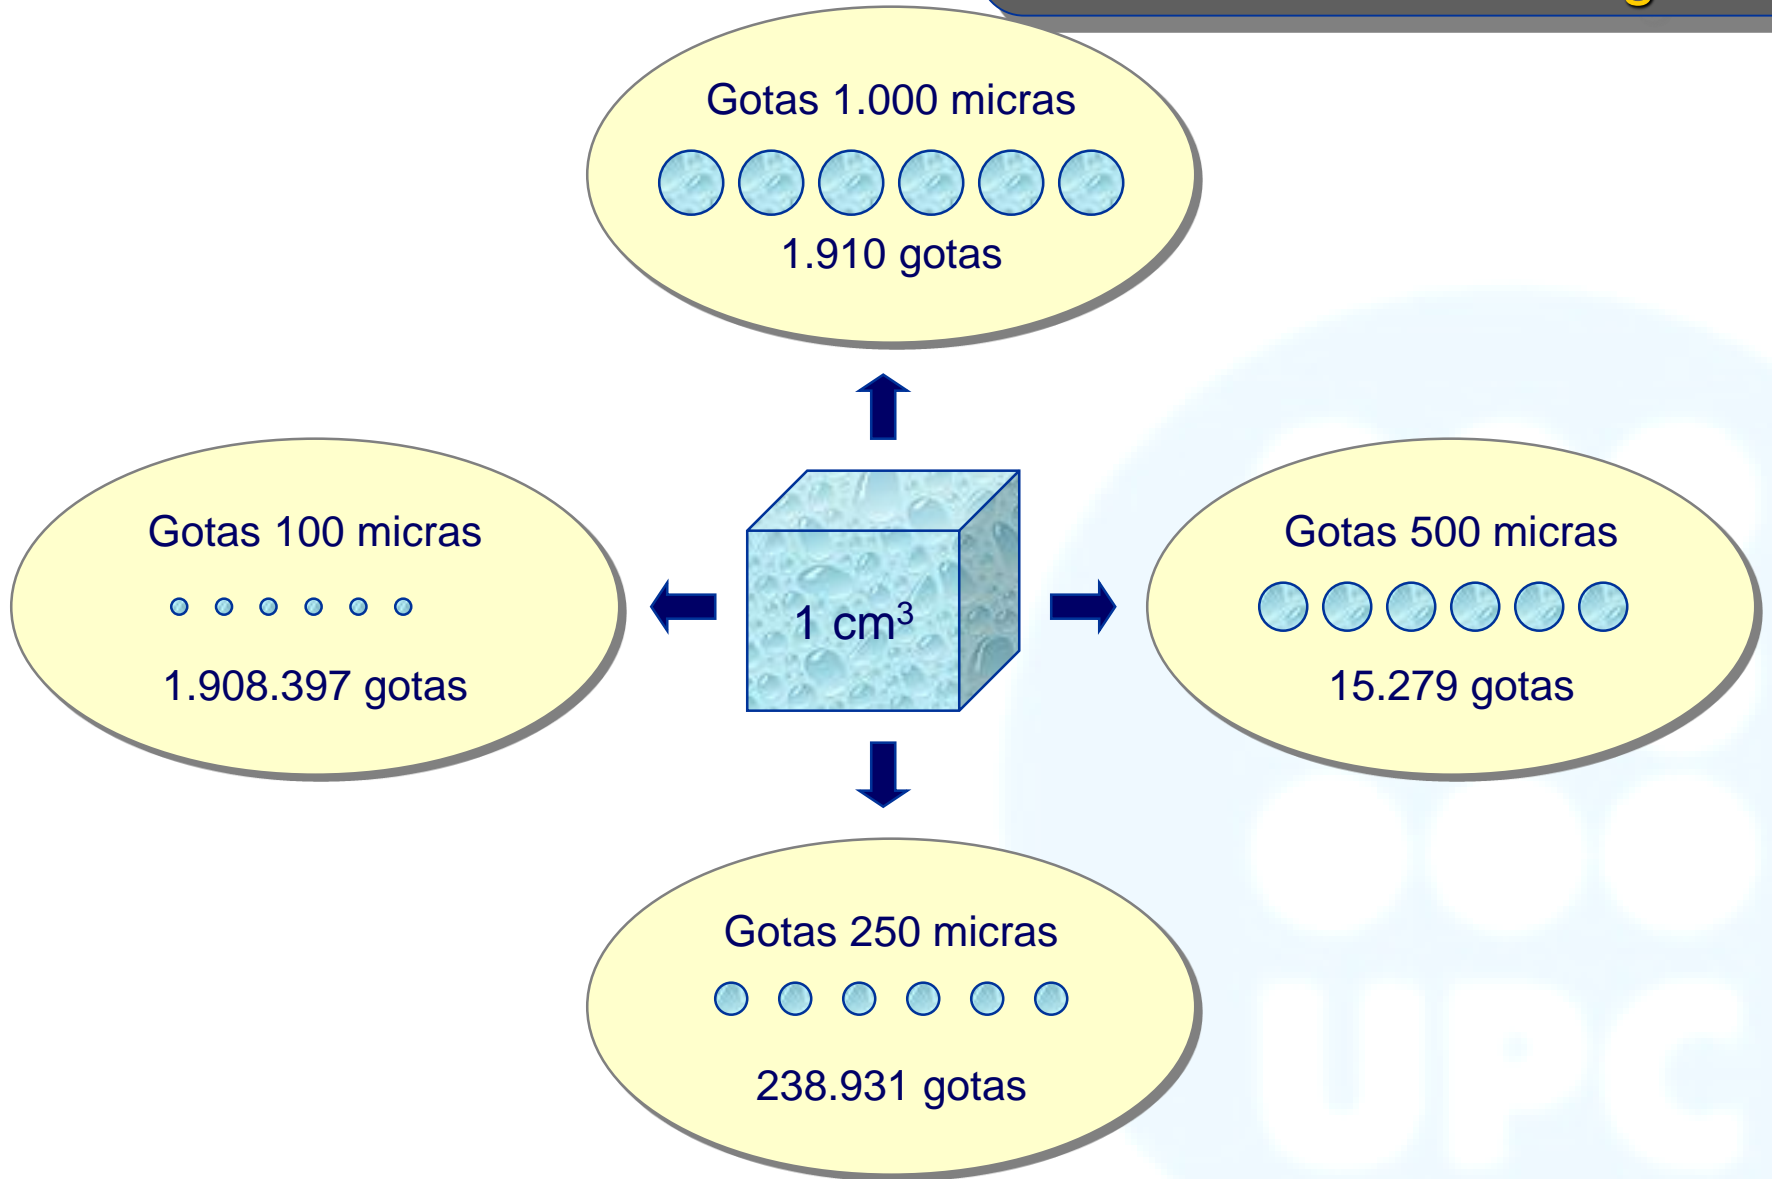 Gotas 1.000 micras
1.910 gotas
Gotas 100 micras
1.908.397 gotas
1 cm³
Gotas 500 micras
15.279 gotas
Gotas 250 micras
238.931 gotas
UPC